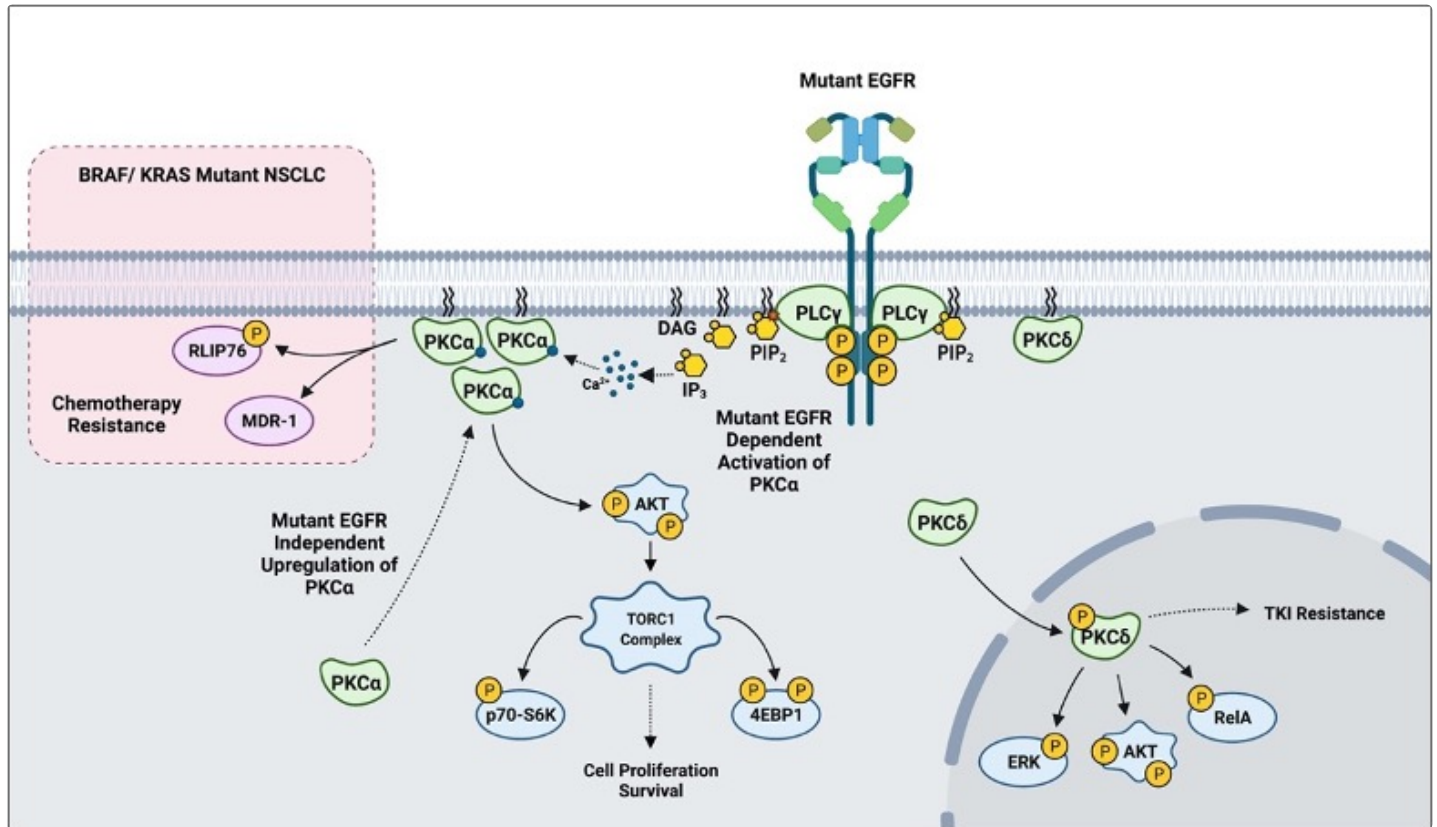 Mutant EGFR
BRAF/ KRAS Mutant NSCLC
RLIP76
P
MDR-1
Chemotherapy
Resistance
PKCα
PKCα
PKCα
Ca²⁺
DAG
IP₃
PIP₂
PLCγ
PLCγ
P
P
P
P
PIP₂
PKCδ
Mutant EGFR
Dependent
Activation of
PKCα
Mutant EGFR
Independent
Upregulation of
PKCα
PKCα
P
AKT
P
TORC1
Complex
P
p70-S6K
P
P
4EBP1
Cell Proliferation
Survival
PKCδ
P
PKCδ
TKI Resistance
ERK
P
P
AKT
P
P
RelA